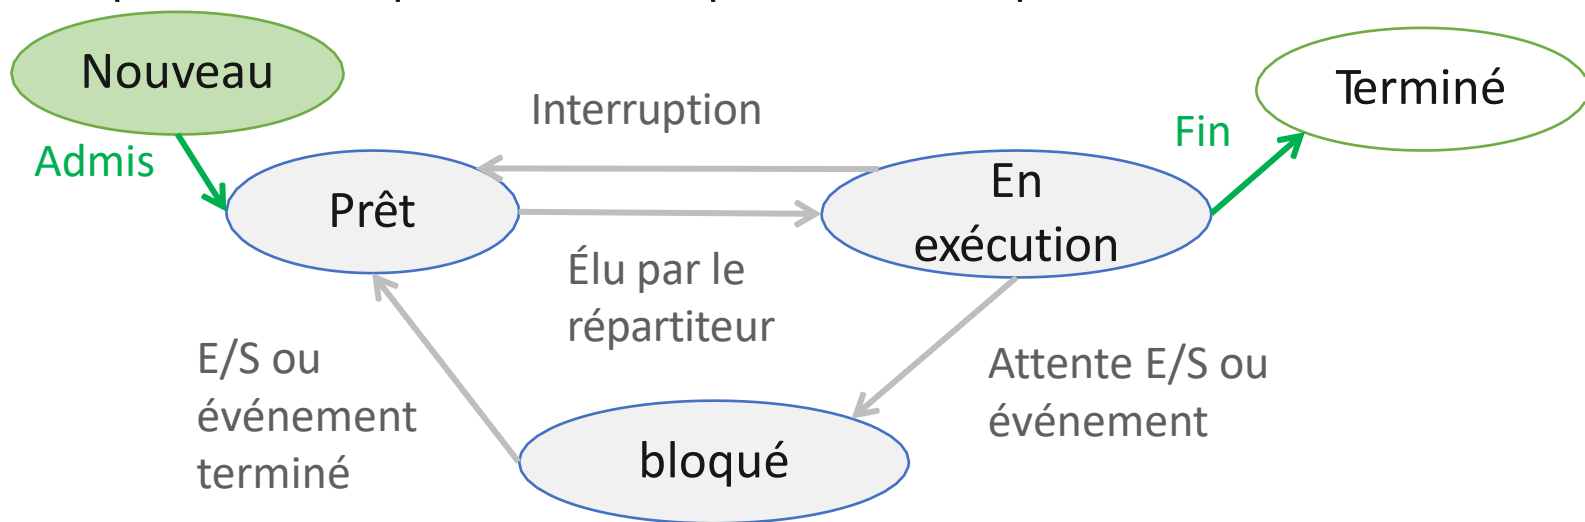 Nouveau
Terminé
Interruption
Fin
Admis
Prêt
En
exécution
Élu par le
répartiteur
E/S ou
événement
terminé
Attente E/S ou
événement
bloqué